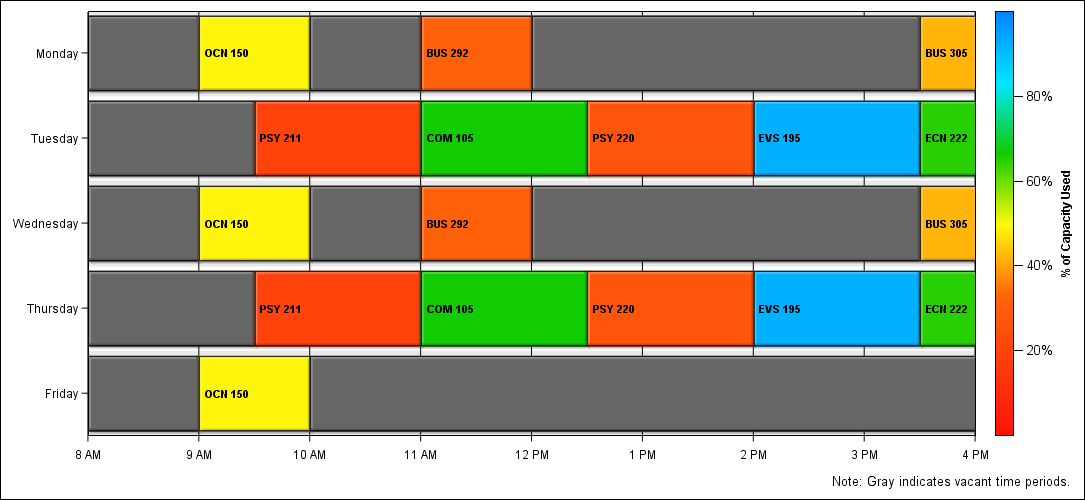 Monday
OCN 150
BUS 292
BUS 305
Tuesday
PSY 211
COM 105
PSY 220
EVS 195
ECN 222
Wednesday
OCN 150
BUS 292
BUS 305
Thursday
PSY 211
COM 105
PSY 220
EVS 195
ECN 222
Friday
OCN 150
8 AM
9 AM
10 AM
11 AM
12 PM
1 PM
2 PM
3 PM
4 PM
80%
60%
40%
20%
% of Capacity Used
Note: Gray indicates vacant time periods.